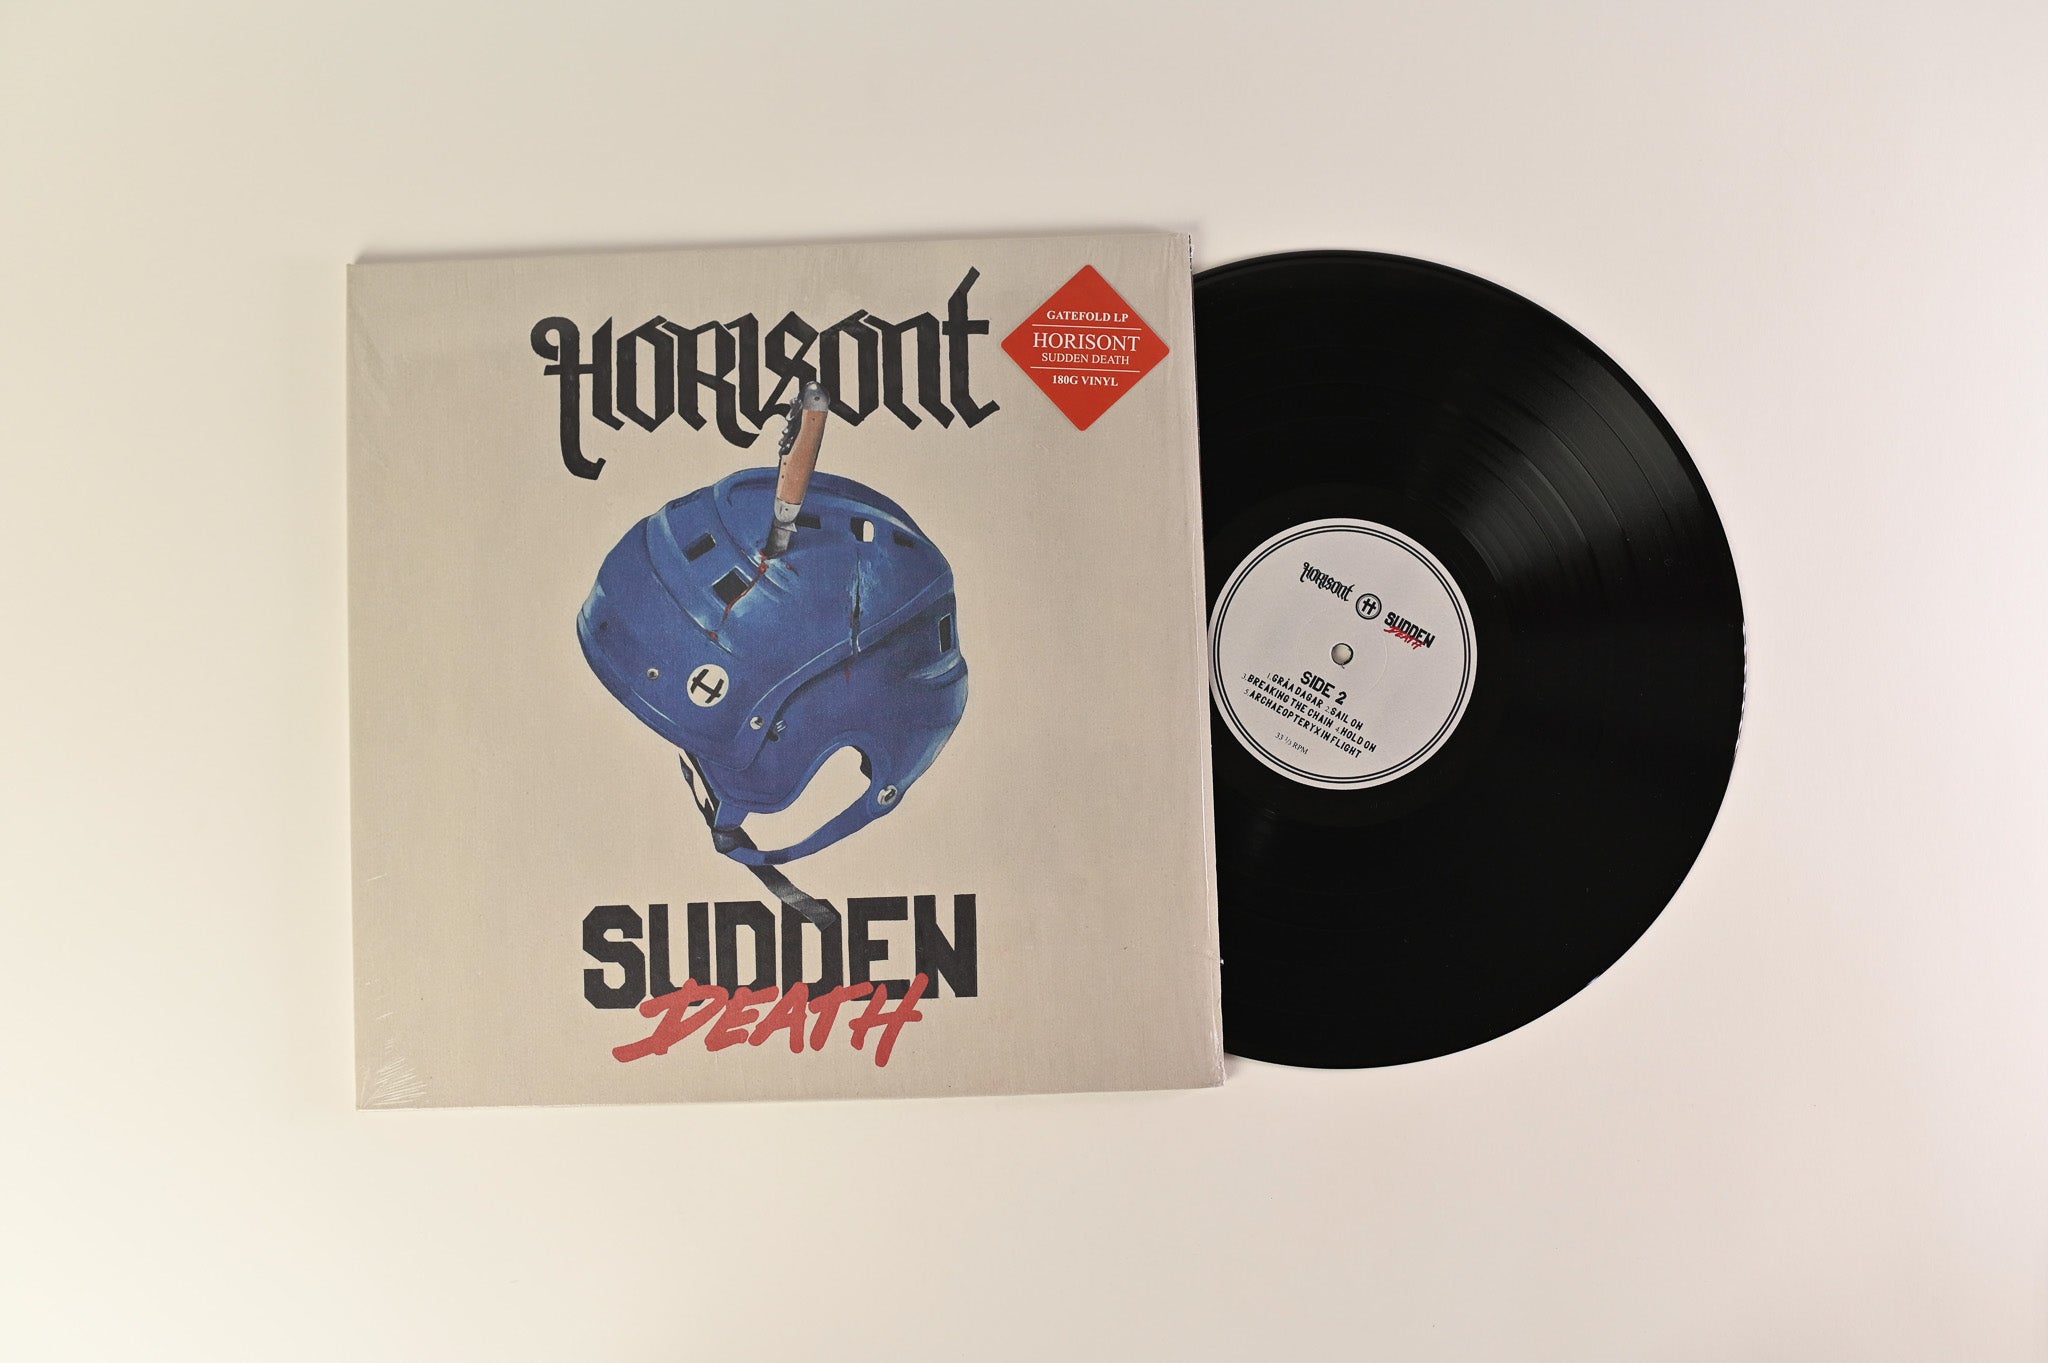 HORISONT
GATEFOLD LP
HORISONT
SUDDEN DEATH
180G VINYL
H
SUDDEN
DEATH
HORISONT H SUDDEN
DEATH
SIDE 2
1. GRÅA DAGAR 2. SAIL ON
3. BREAKING THE CHAIN 4. HOLD ON
5. ARCHAEOPTERYX IN FLIGHT
33 ⅓ RPM